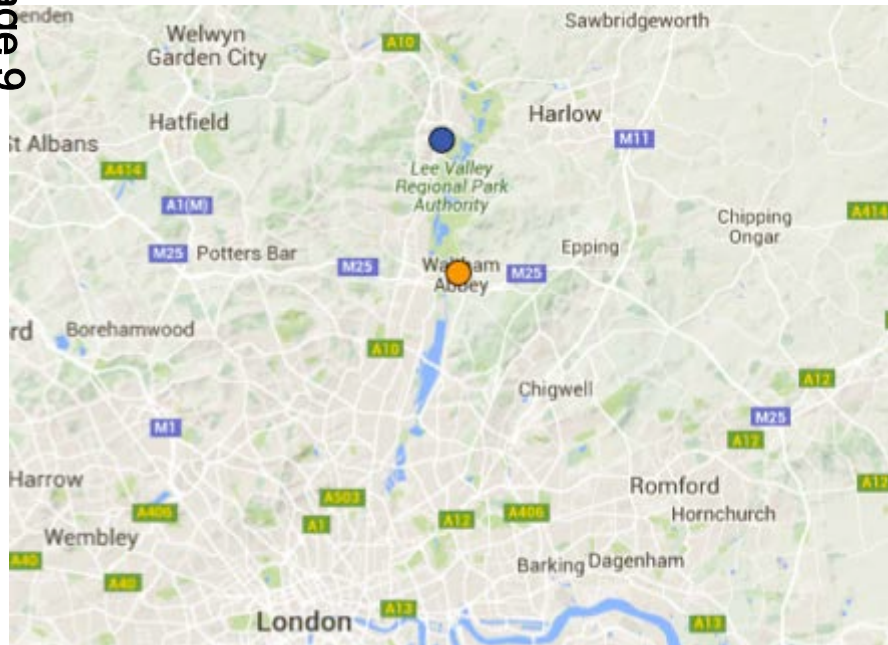 Sawbridgeworth
Welwyn
Garden City
A10
Harlow
Hatfield
M11
St Albans
A414
Lee Valley
Regional Park
Authority
A1(M)
A414
Chipping
Ongar
M25
Potters Bar
M25
Epping
M25
Abbey
Borehamwood
A10
A12
Chigwell
M25
M1
A12
Harrow
A503
A406
A1
A12
A406
Romford
A12
Hornchurch
Wembley
A40
A40
Barking
Dagenham
London
A13
A13